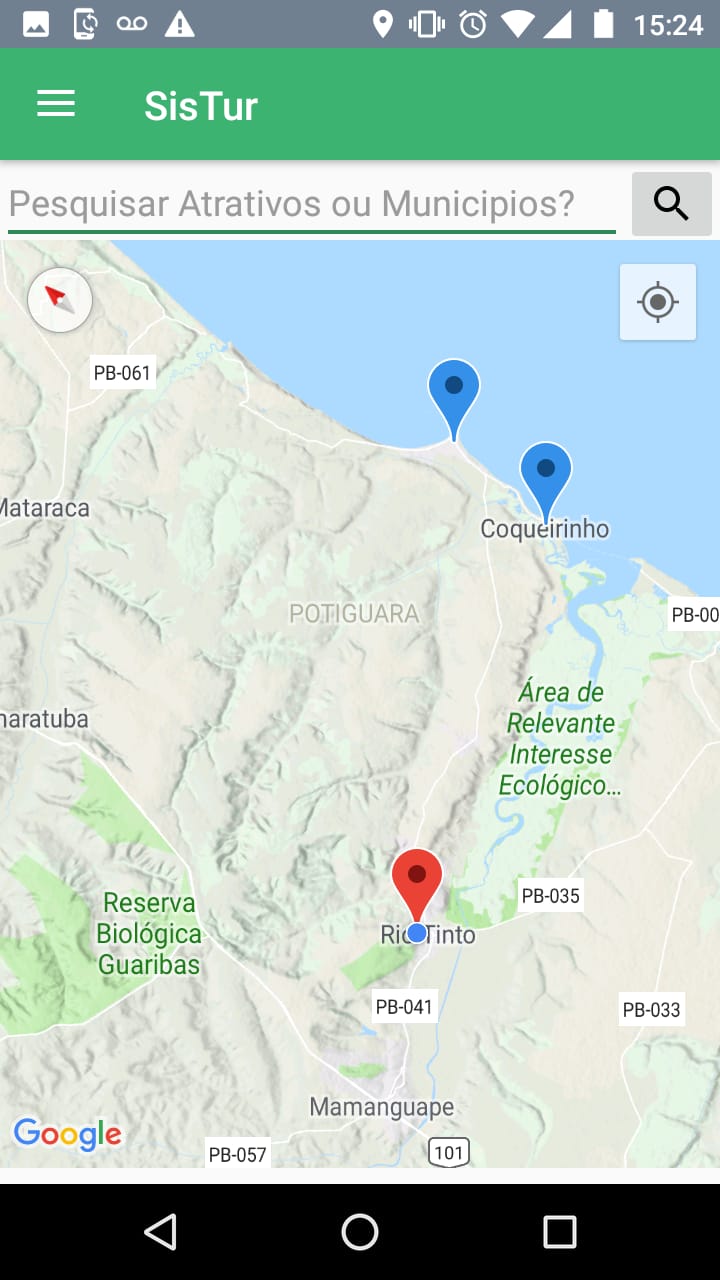 15:24
SisTur
Pesquisar Atrativos ou Municipios?
PB-061
Mataraca
Coqueirinho
POTIGUARA
PB-00
Área de
Relevante
Interesse
Ecológico...
naratuba
PB-035
Reserva
Biológica
Guaribas
Rio Tinto
PB-041
PB-033
Mamanguape
Google
PB-057
101